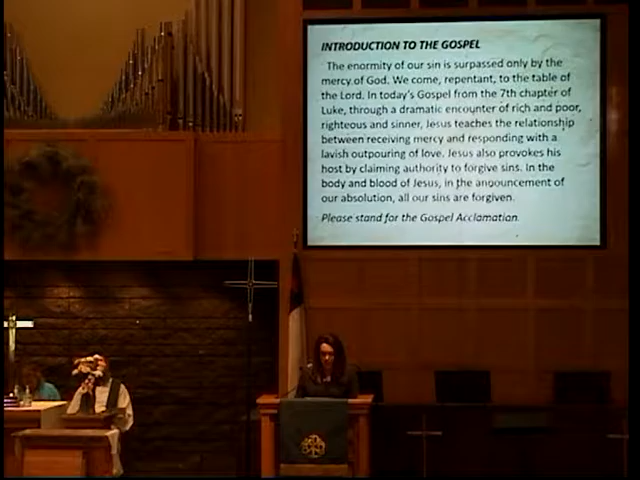 INTRODUCTION TO THE GOSPEL
The enormity of our sin is surpassed only by the
mercy of God. We come, repentant, to the table of
the Lord. In today's Gospel from the 7th chapter of
Luke, through a dramatic encounter of rich and poor,
righteous and sinner, Jesus teaches the relationship
between receiving mercy and responding with a
lavish outpouring of love. Jesus also provokes his
host by claiming authority to forgive sins. In the
body and blood of Jesus, in the announcement of
our absolution, all our sins are forgiven.
Please stand for the Gospel Acclamation